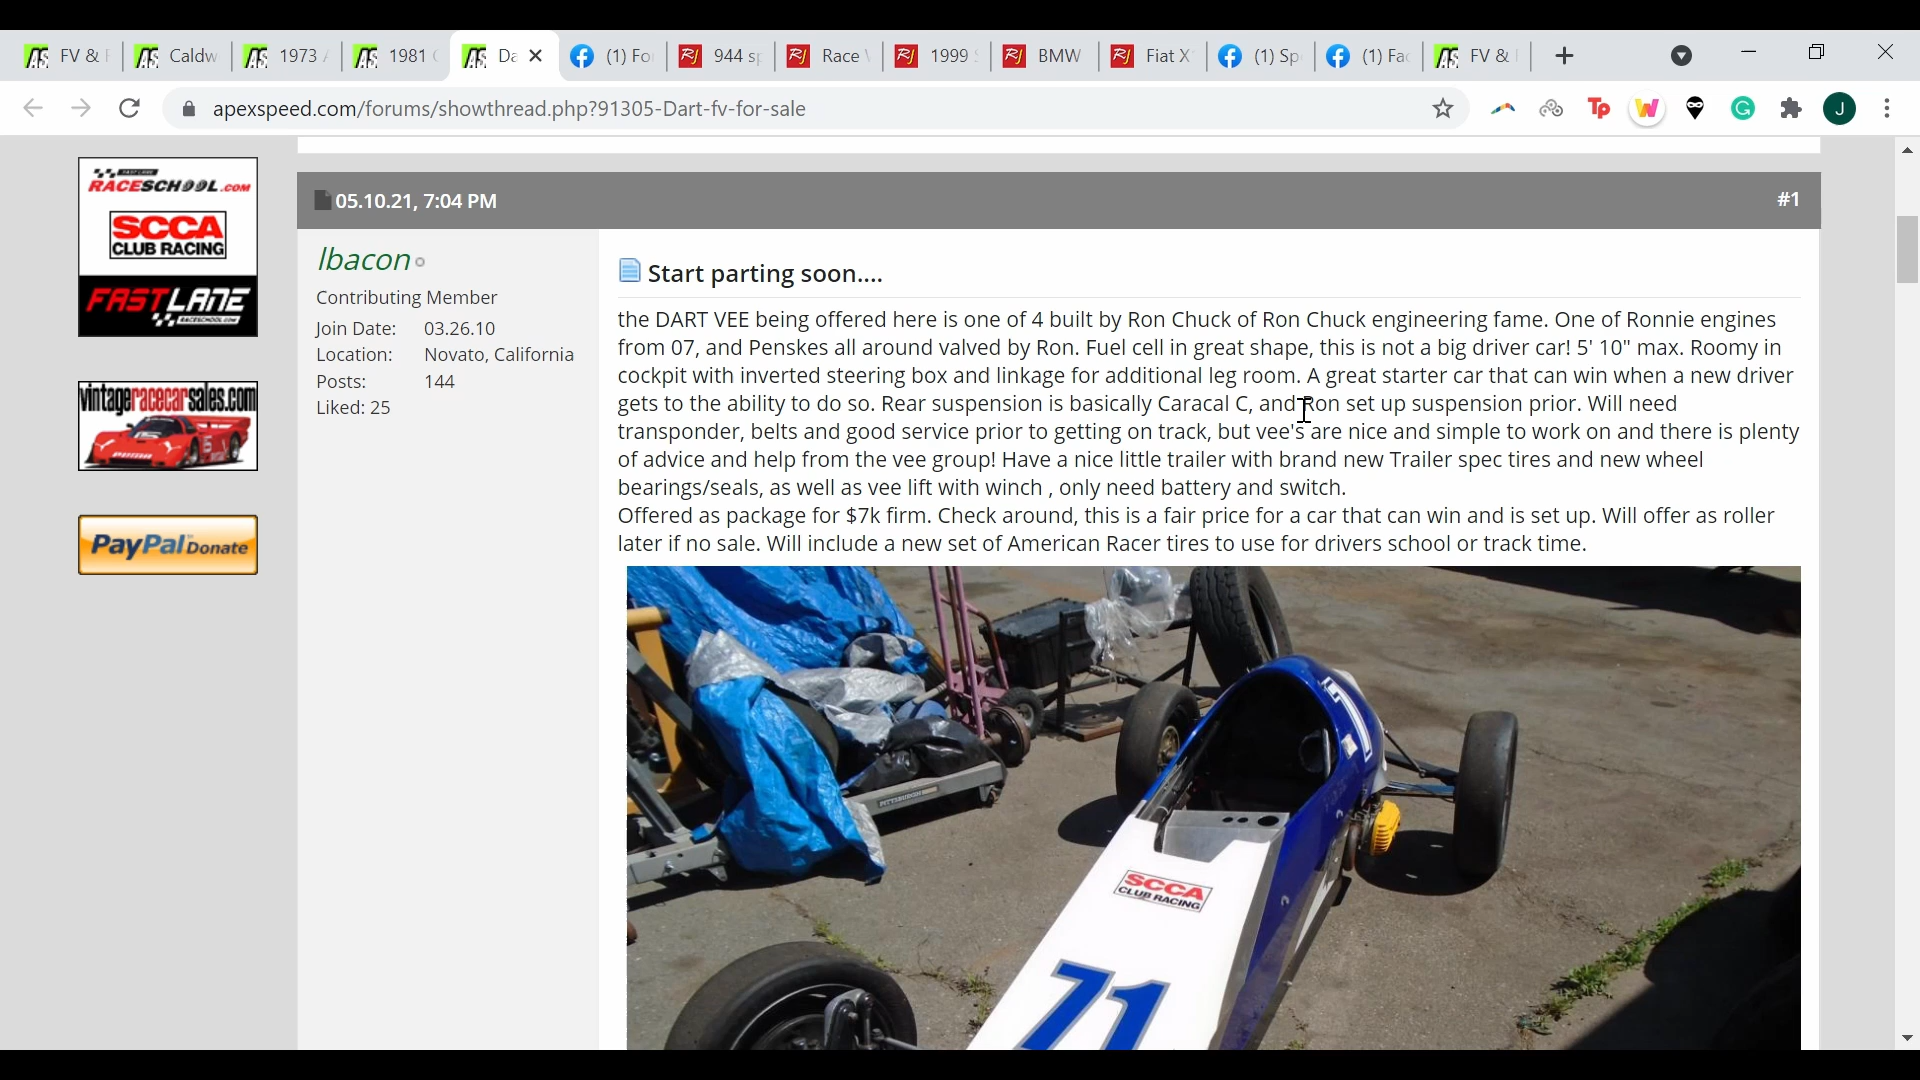 FV &
Caldw
1973
1981
Da
(1) Fo
944 sp
Race
1999
BMW
Fiat X
(1) Sp
(1) Fac
FV &
apexspeed.com/forums/showthread.php?91305-Dart-fv-for-sale
Tp
W
G
J
FAST LANE
RACESCHOOL.COM
SCCA
CLUB RACING
FASTLANE
RACESCHOOL.COM
vintageracecarsales.com
PayPal Donate
05.10.21, 7:04 PM
#1
lbacon
Contributing Member
Join Date: 03.26.10
Location: Novato, California
Posts: 144
Liked: 25
Start parting soon....
the DART VEE being offered here is one of 4 built by Ron Chuck of Ron Chuck engineering fame. One of Ronnie engines
from 07, and Penskes all around valved by Ron. Fuel cell in great shape, this is not a big driver car! 5' 10" max. Roomy in
cockpit with inverted steering box and linkage for additional leg room. A great starter car that can win when a new driver
gets to the ability to do so. Rear suspension is basically Caracal C, and Ron set up suspension prior. Will need
transponder, belts and good service prior to getting on track, but vee's are nice and simple to work on and there is plenty
of advice and help from the vee group! Have a nice little trailer with brand new Trailer spec tires and new wheel
bearings/seals, as well as vee lift with winch , only need battery and switch.
Offered as package for $7k firm. Check around, this is a fair price for a car that can win and is set up. Will offer as roller
later if no sale. Will include a new set of American Racer tires to use for drivers school or track time.
PITTSBURGH
SCCA
CLUB RACING
71